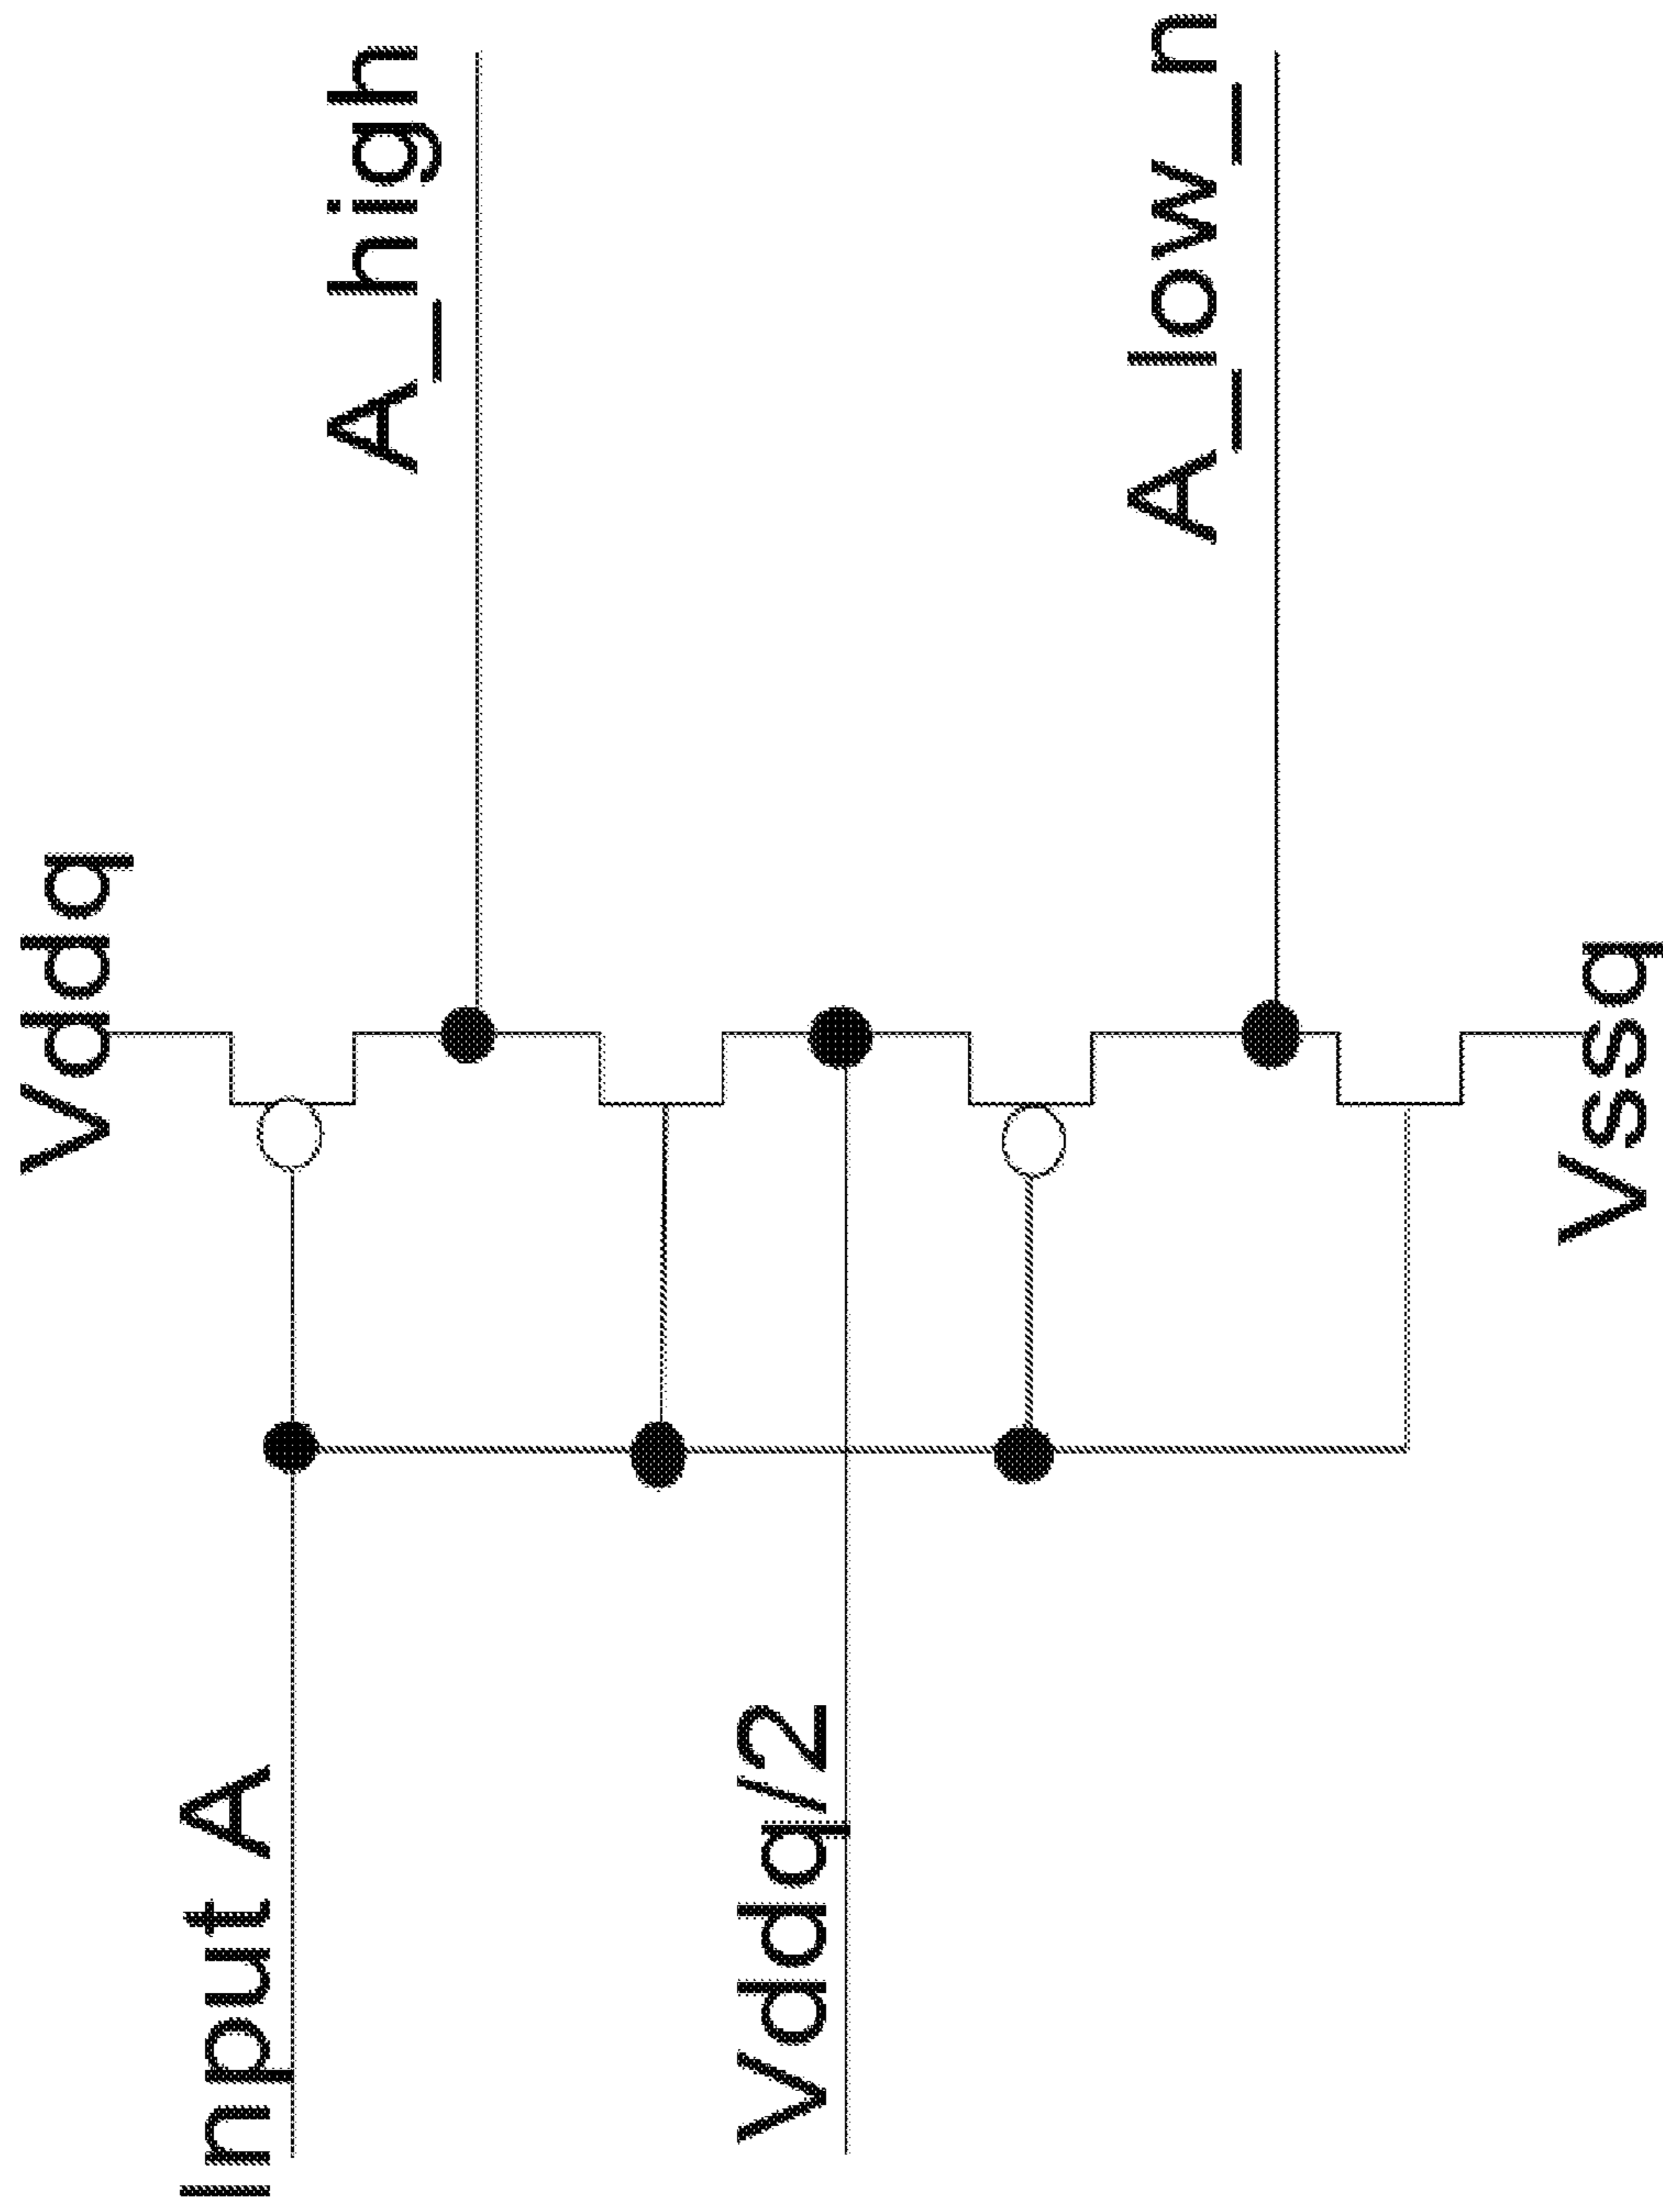 Vddq
A_high
Input A
Vddq/2
A_low_n
Vssq